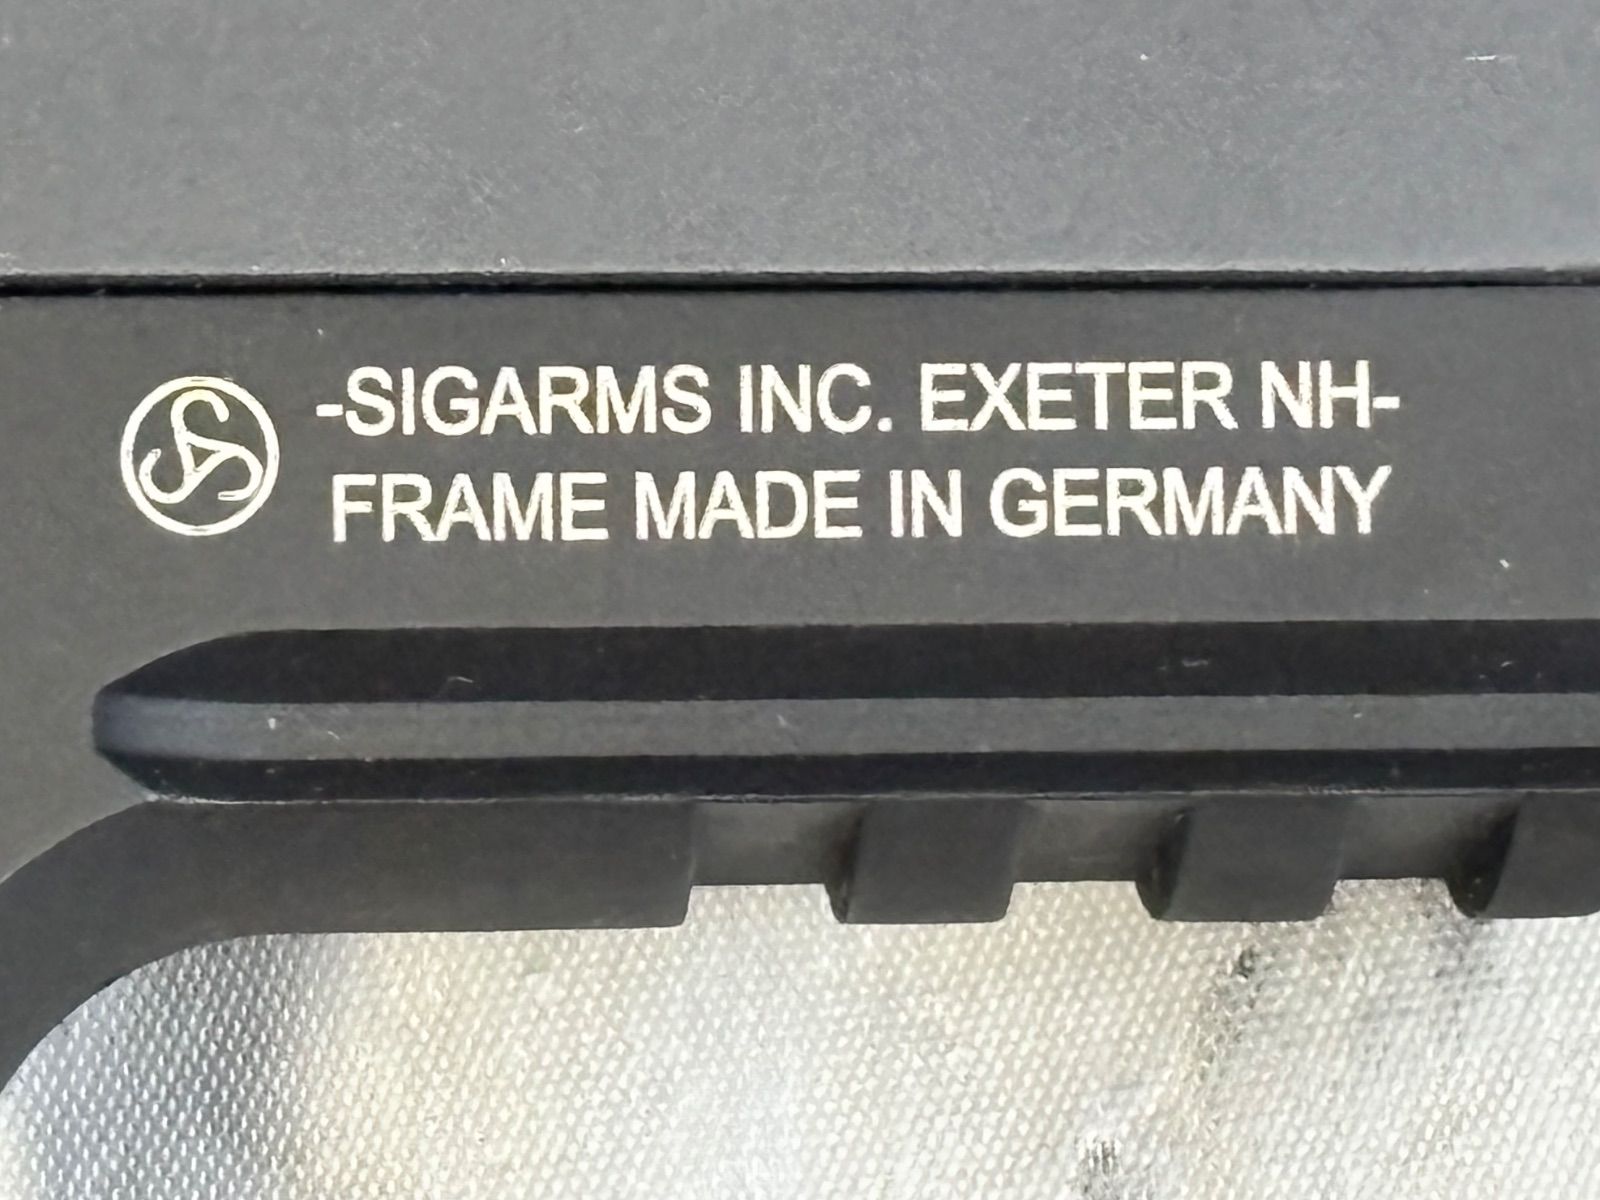 -SIGARMS INC. EXETER NH-
FRAME MADE IN GERMANY